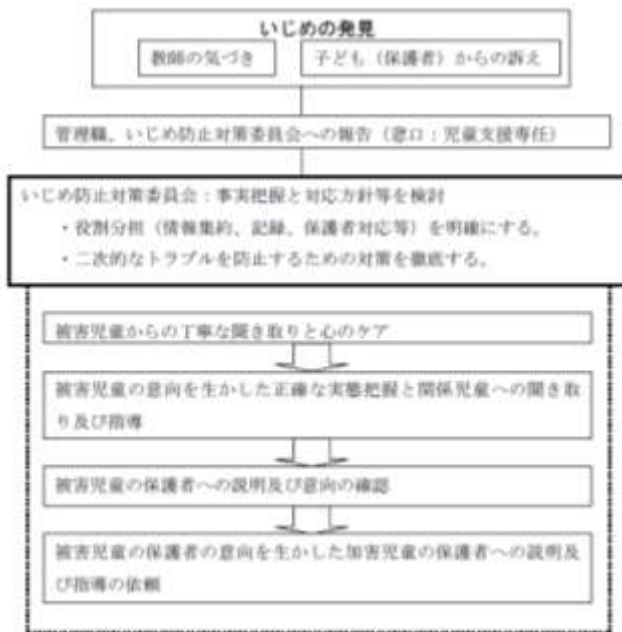 いじめの発見
教師の気づき
子ども(保護者)からの訴え
管理職、いじめ防止対策委員会への報告(窓口:児童支援専任)
いじめ防止対策委員会:事実把握と対応方針等を検討
・役割分担(情報集約、記録、保護者対応等)を明確にする。
・二次的なトラブルを防止するための対策を徹底する。
被害児童からの丁寧な聞き取りと心のケア
被害児童の意向を生かした正確な実態把握と関係児童への聞き取
り及び指導
被害児童の保護者への説明及び意向の確認
被害児童の保護者の意向を生かした加害児童の保護者への説明及
び指導の依頼